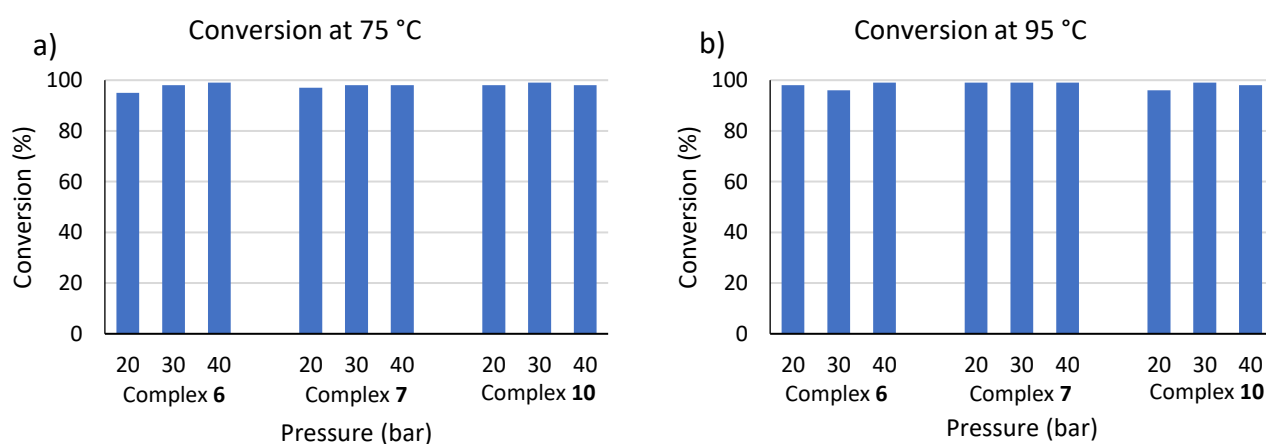 a)
Conversion at 75 °C
Conversion (%)
100
80
60
40
20
0
20 30 40 20 30 40 20 30 40
Complex 6 Complex 7 Complex 10
Pressure (bar)
b)
Conversion at 95 °C
Conversion (%)
100
80
60
40
20
0
20 30 40 20 30 40 20 30 40
Complex 6 Complex 7 Complex 10
Pressure (bar)